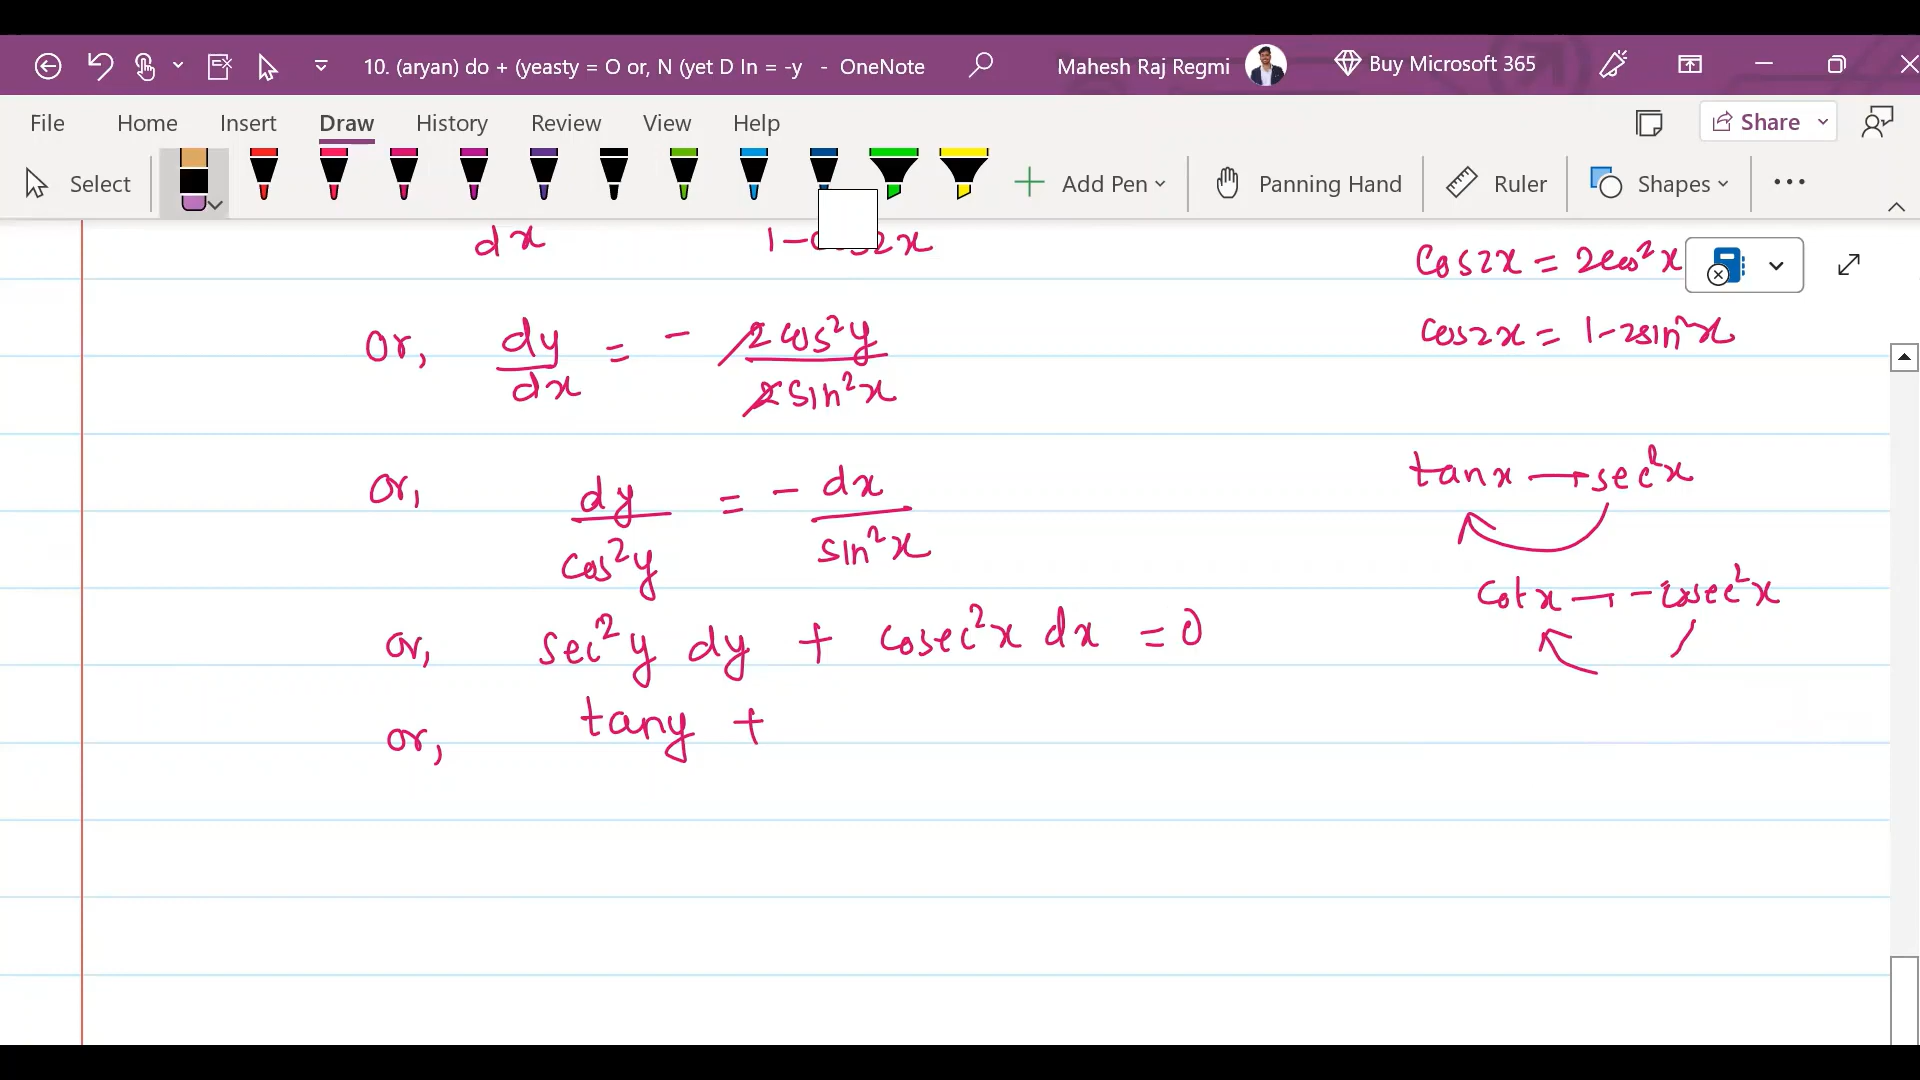 10. (aryan) do + (yeasty = O or, N (yet D In = -y - OneNote
Mahesh Raj Regmi
Buy Microsoft 365
File Home Insert Draw History Review View Help
Share
Select
Add Pen
Panning Hand
Ruler
Shapes
dx 1-cos2x
cos2x = 2cos²x
cos2x = 1-2sin²x
or, dy/dx = - 2cos²y/2sin²x
or, dy/cos²y = - dx/sin²x
tanx → sec²x
cotx → -cosec²x
or, sec²y dy + cosec²x dx = 0
or, tany +